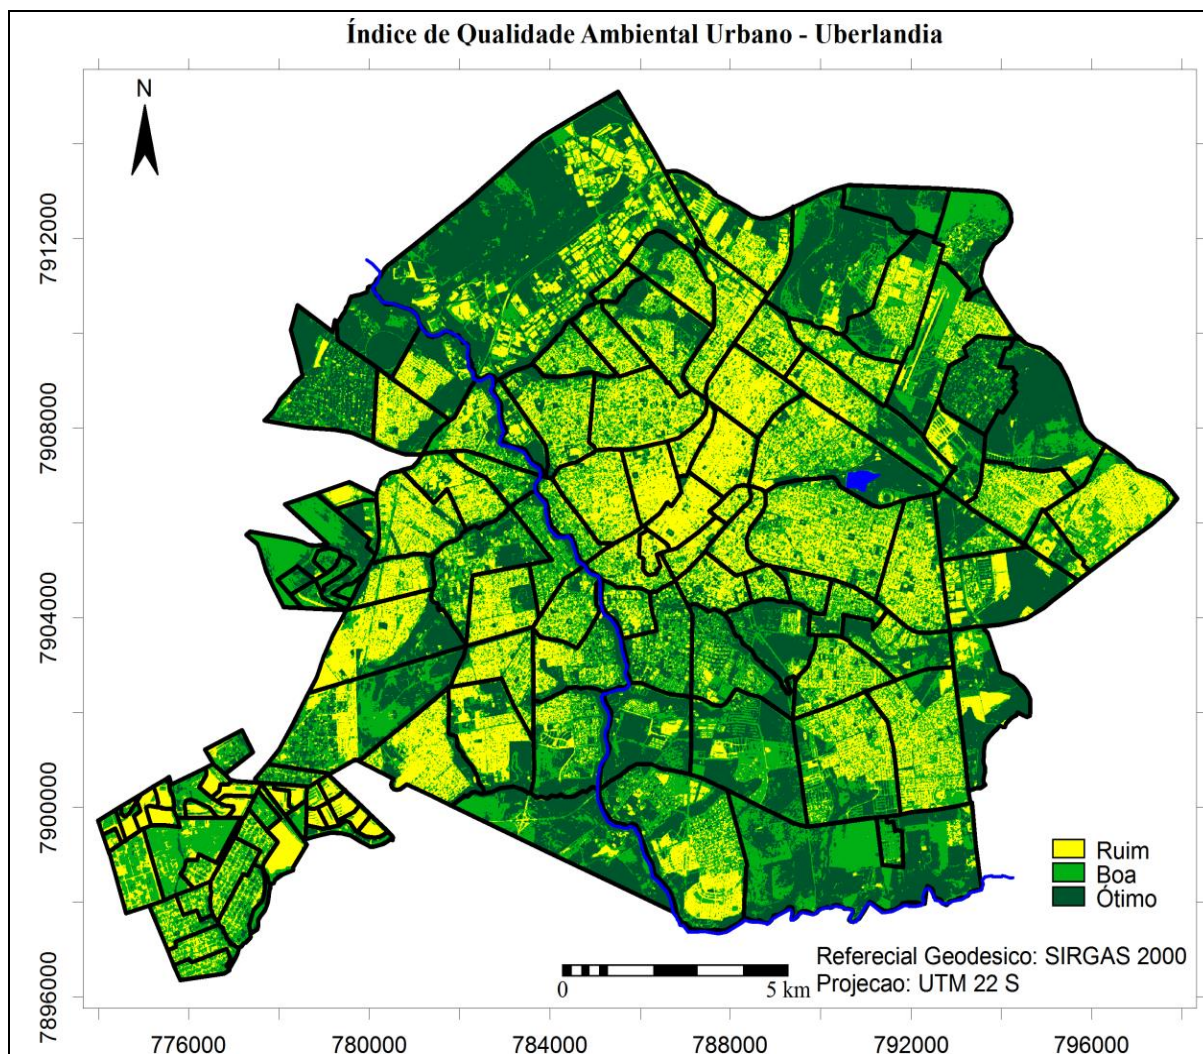 Índice de Qualidade Ambiental Urbano - Uberlandia
N
7912000
7908000
7904000
7900000
7896000
Ruim
Boa
Ótimo
Referecial Geodesico: SIRGAS 2000
Projecao: UTM 22 S
0 5 km
776000 780000 784000 788000 792000 796000